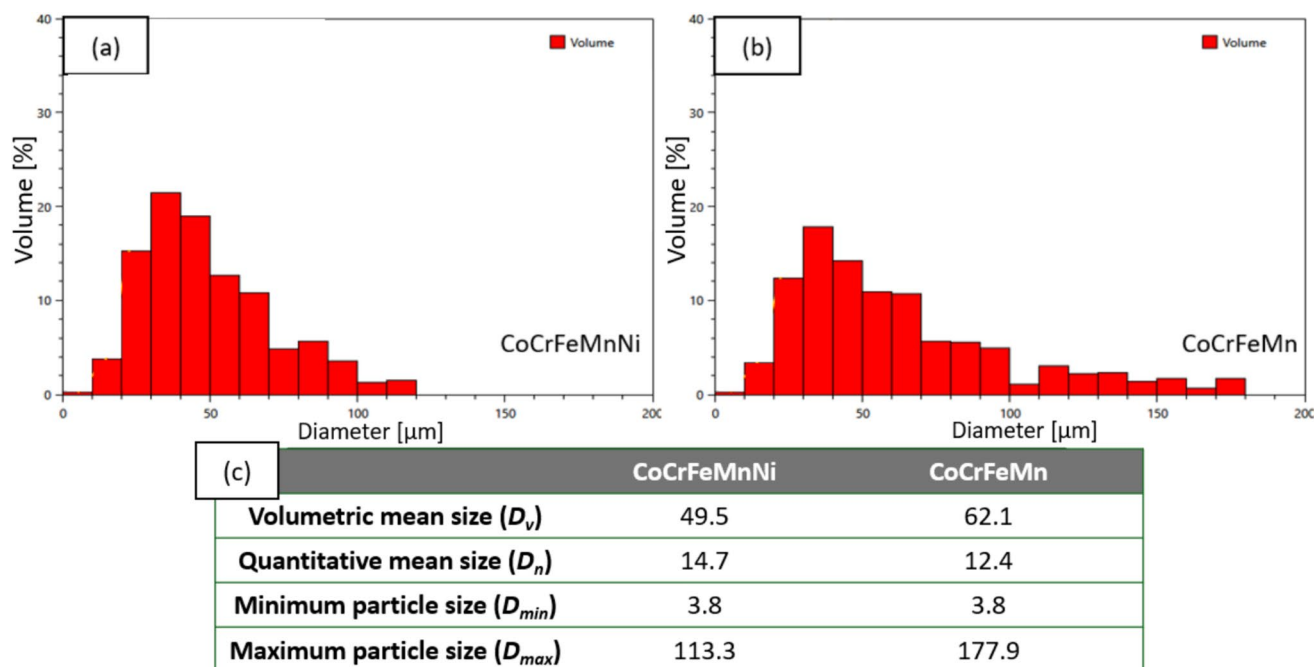 (a)
Volume
40
30
20
10
0
Volume [%]
CoCrFeMnNi
0 50 100 150 200
Diameter [µm]
(b)
Volume
40
30
20
10
0
Volume [%]
CoCrFeMn
0 50 100 150 200
Diameter [µm]
(c)
CoCrFeMnNi CoCrFeMn
Volumetric mean size (Dv) 49.5 62.1
Quantitative mean size (Dn) 14.7 12.4
Minimum particle size (Dmin) 3.8 3.8
Maximum particle size (Dmax) 113.3 177.9